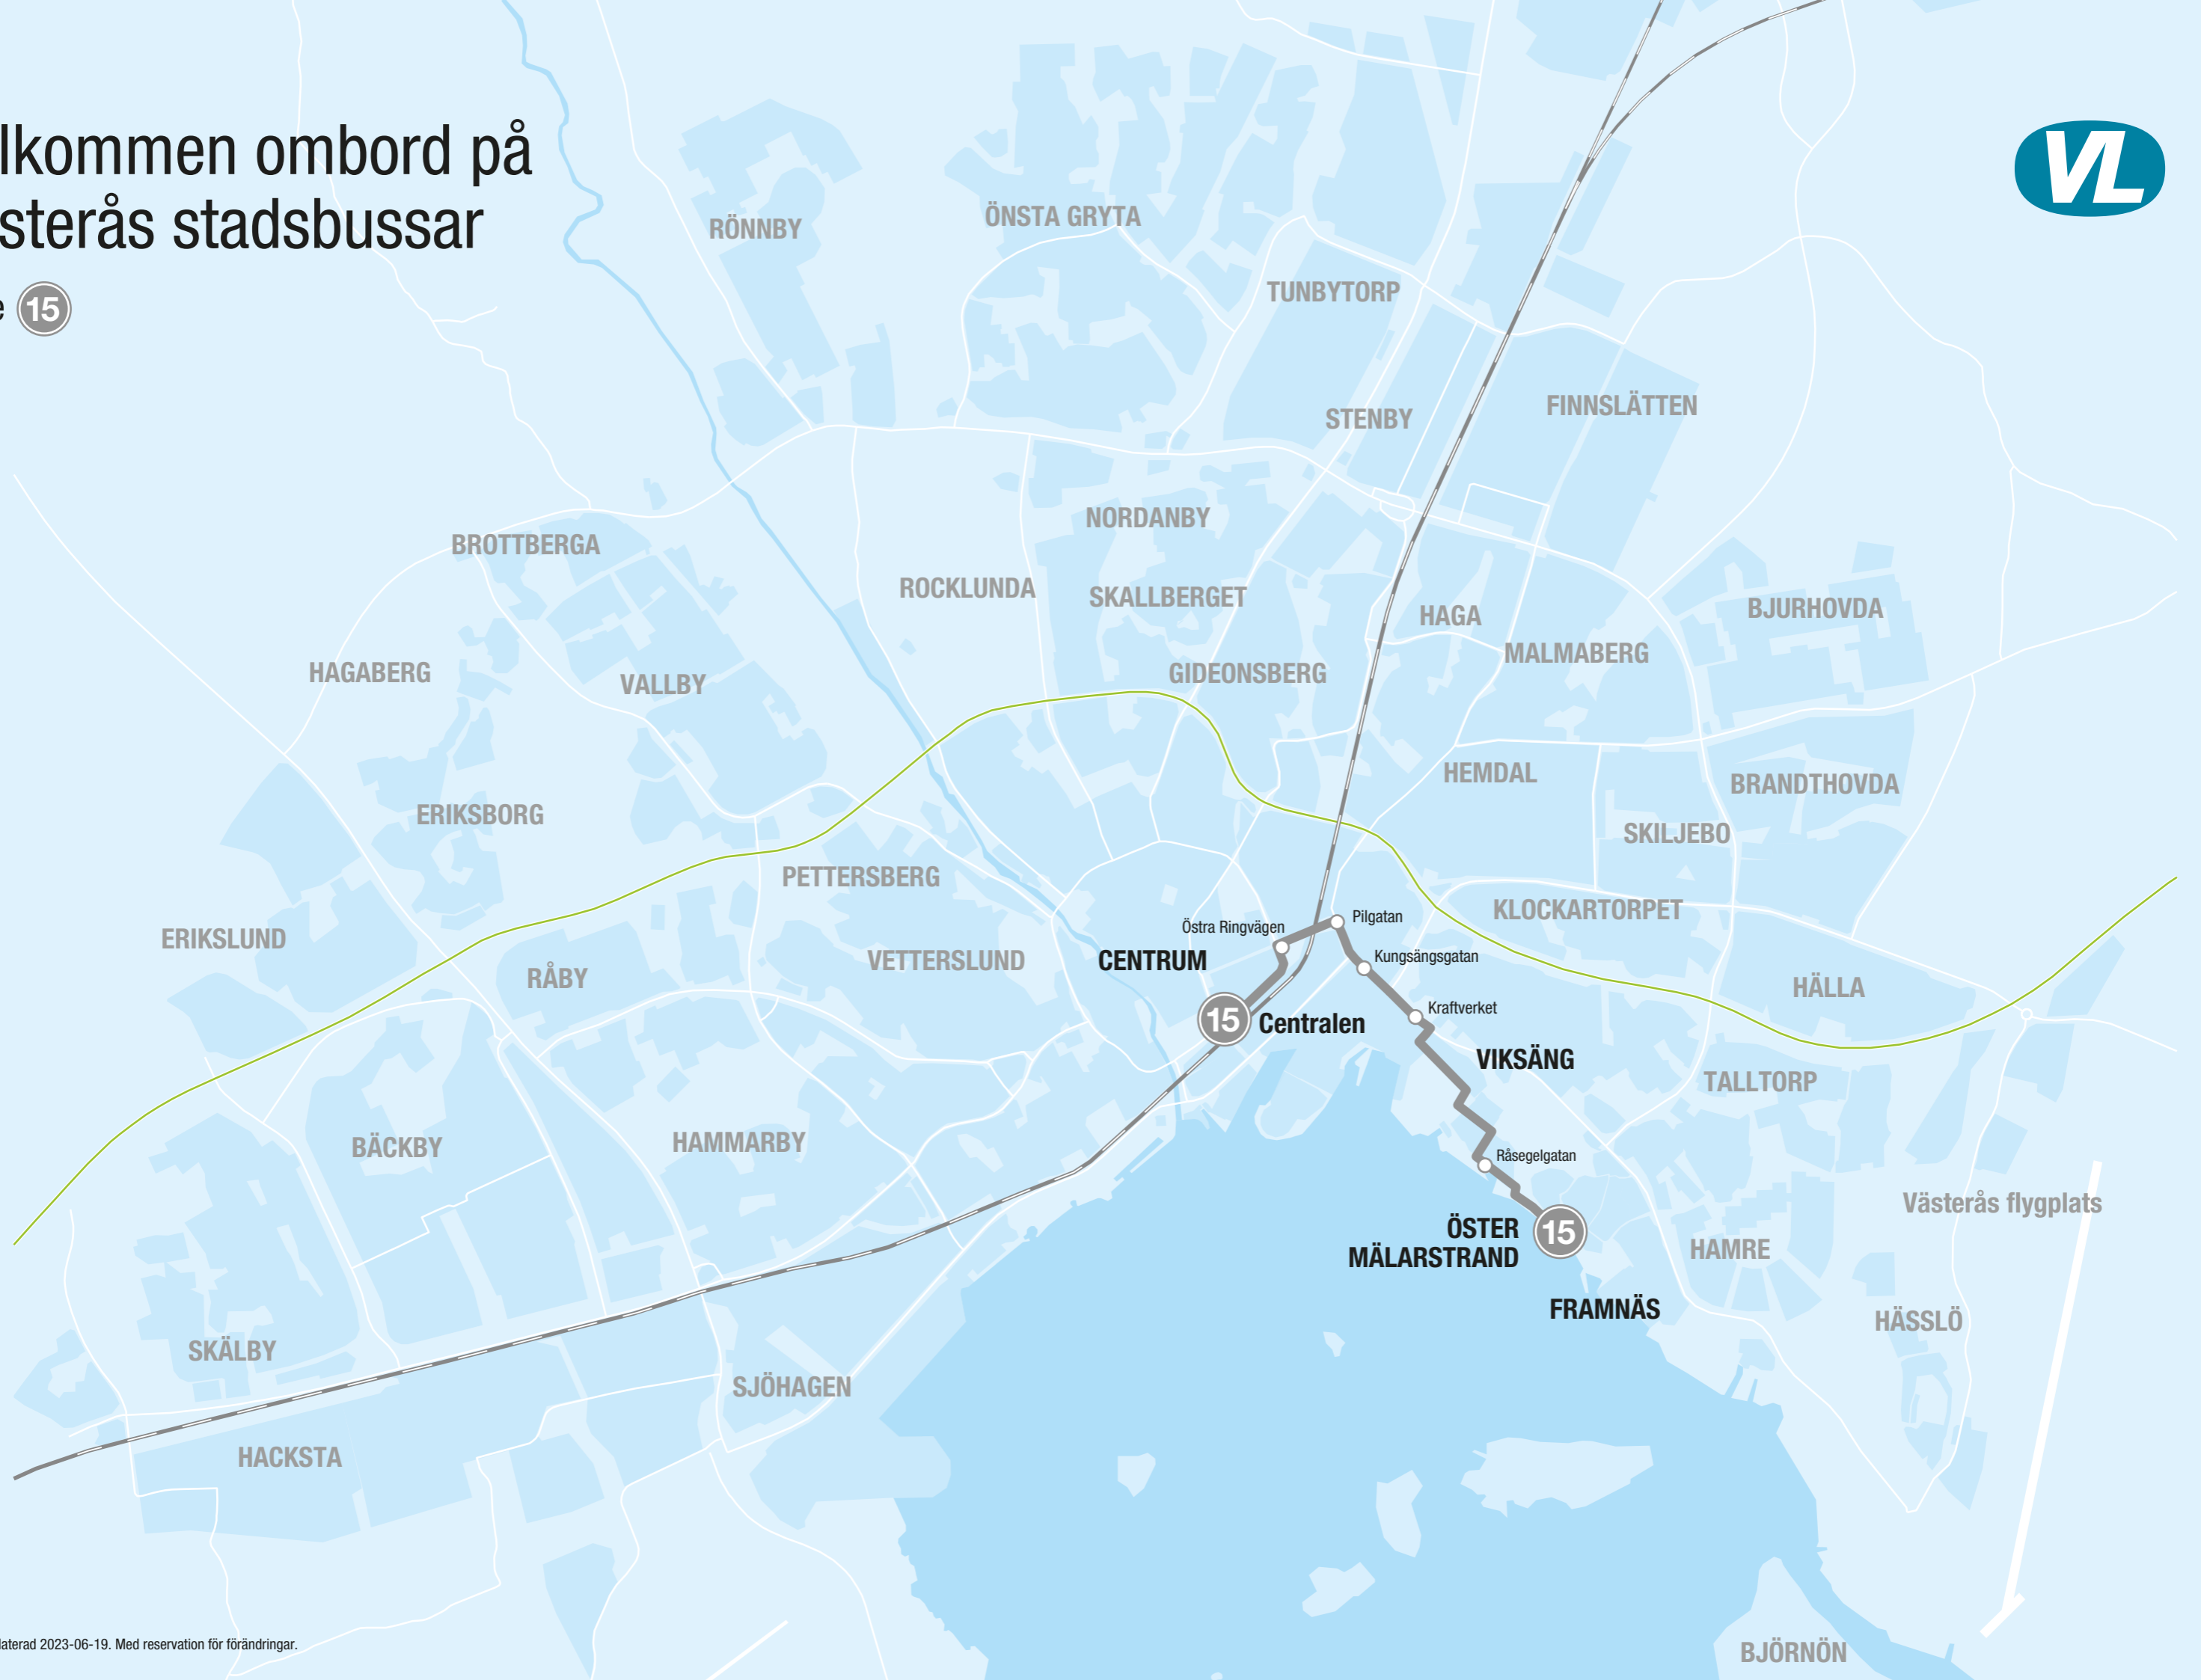 lkommen ombord på
sterås stadsbussar
e 15
VL
RÖNNBY
ÖNSTA GRYTA
TUNBYTORP
STENBY
FINNSLÄTTEN
NORDANBY
BROTTBERGA
ROCKLUNDA
SKALLBERGET
HAGA
BJURHOVDA
MALMABERG
HAGABERG
VALLBY
GIDEONSBERG
HEMDAL
BRANDTHOVDA
ERIKSBORG
SKILJEBO
PETTERSBERG
KLOCKARTORPET
Pilgatan
Östra Ringvägen
ERIKSLUND
RÅBY
VETTERSLUND
CENTRUM
Kungsängsgatan
HÄLLA
Kraftverket
15 Centralen
VIKSÄNG
TALLTORP
BÄCKBY
HAMMARBY
Råsegelgatan
Västerås flygplats
ÖSTER
MÄLARSTRAND
15
HAMRE
FRAMNÄS
HÄSSLÖ
SKÄLBY
SJÖHAGEN
HACKSTA
laterad 2023-06-19. Med reservation för förändringar.
BJÖRNÖN